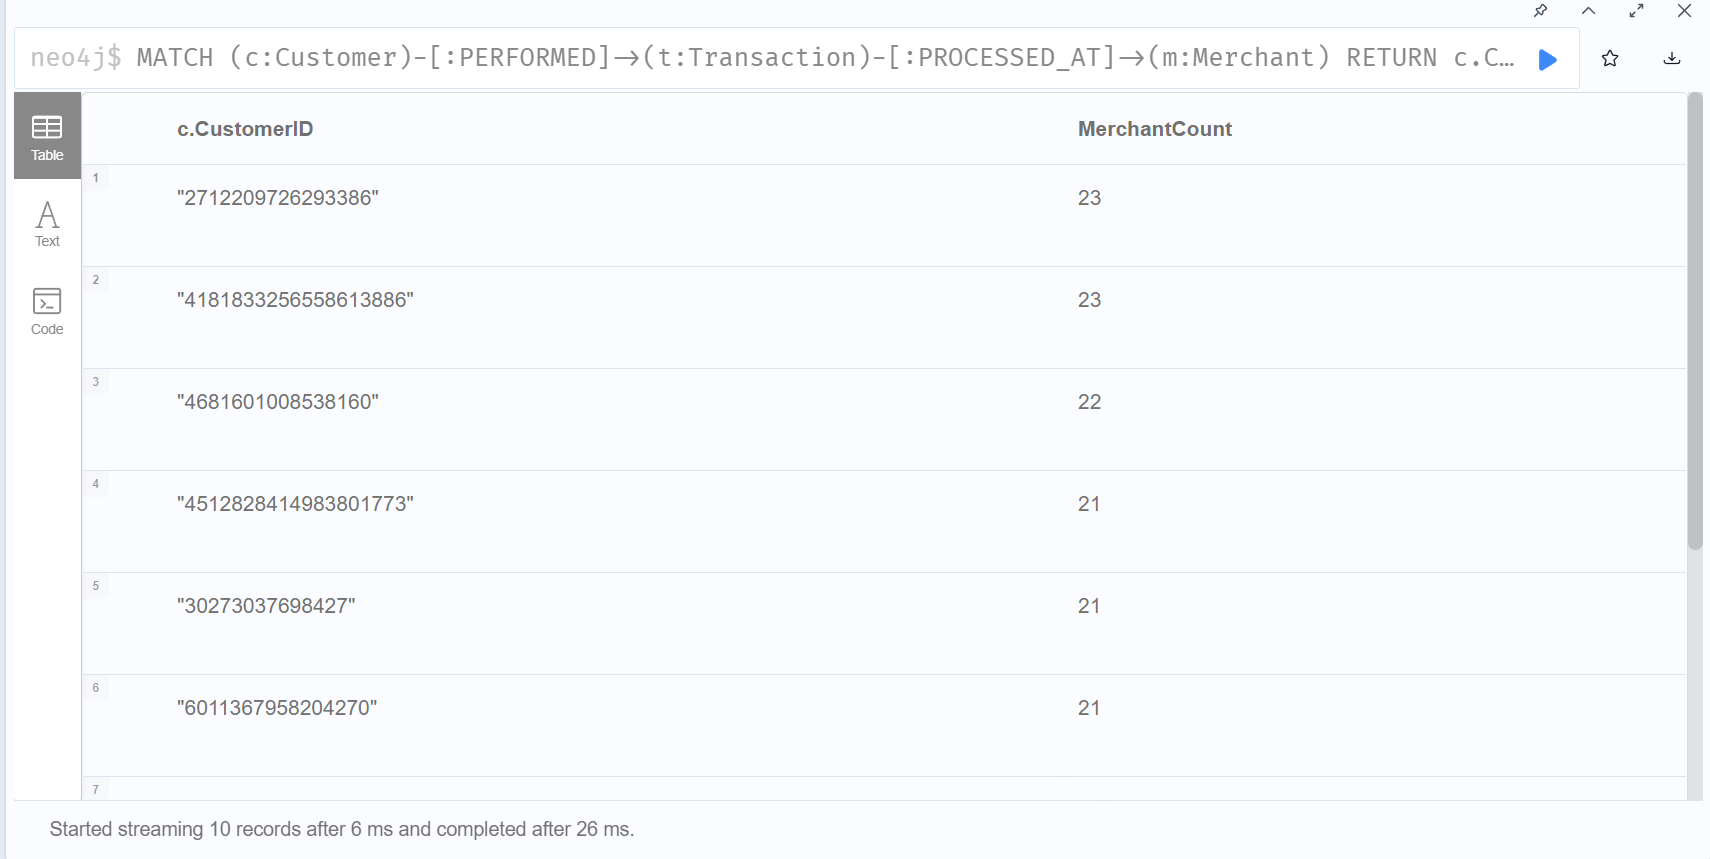 neo4j$ MATCH (c:Customer)-[:PERFORMED]→(t:Transaction)-[:PROCESSED_AT]→(m:Merchant) RETURN c.C…
Table
Text
Code
c.CustomerID MerchantCount
1 "2712209726293386" 23
2 "4181833256558613886" 23
3 "4681601008538160" 22
4 "4512828414983801773" 21
5 "30273037698427" 21
6 "6011367958204270" 21
7
Started streaming 10 records after 6 ms and completed after 26 ms.